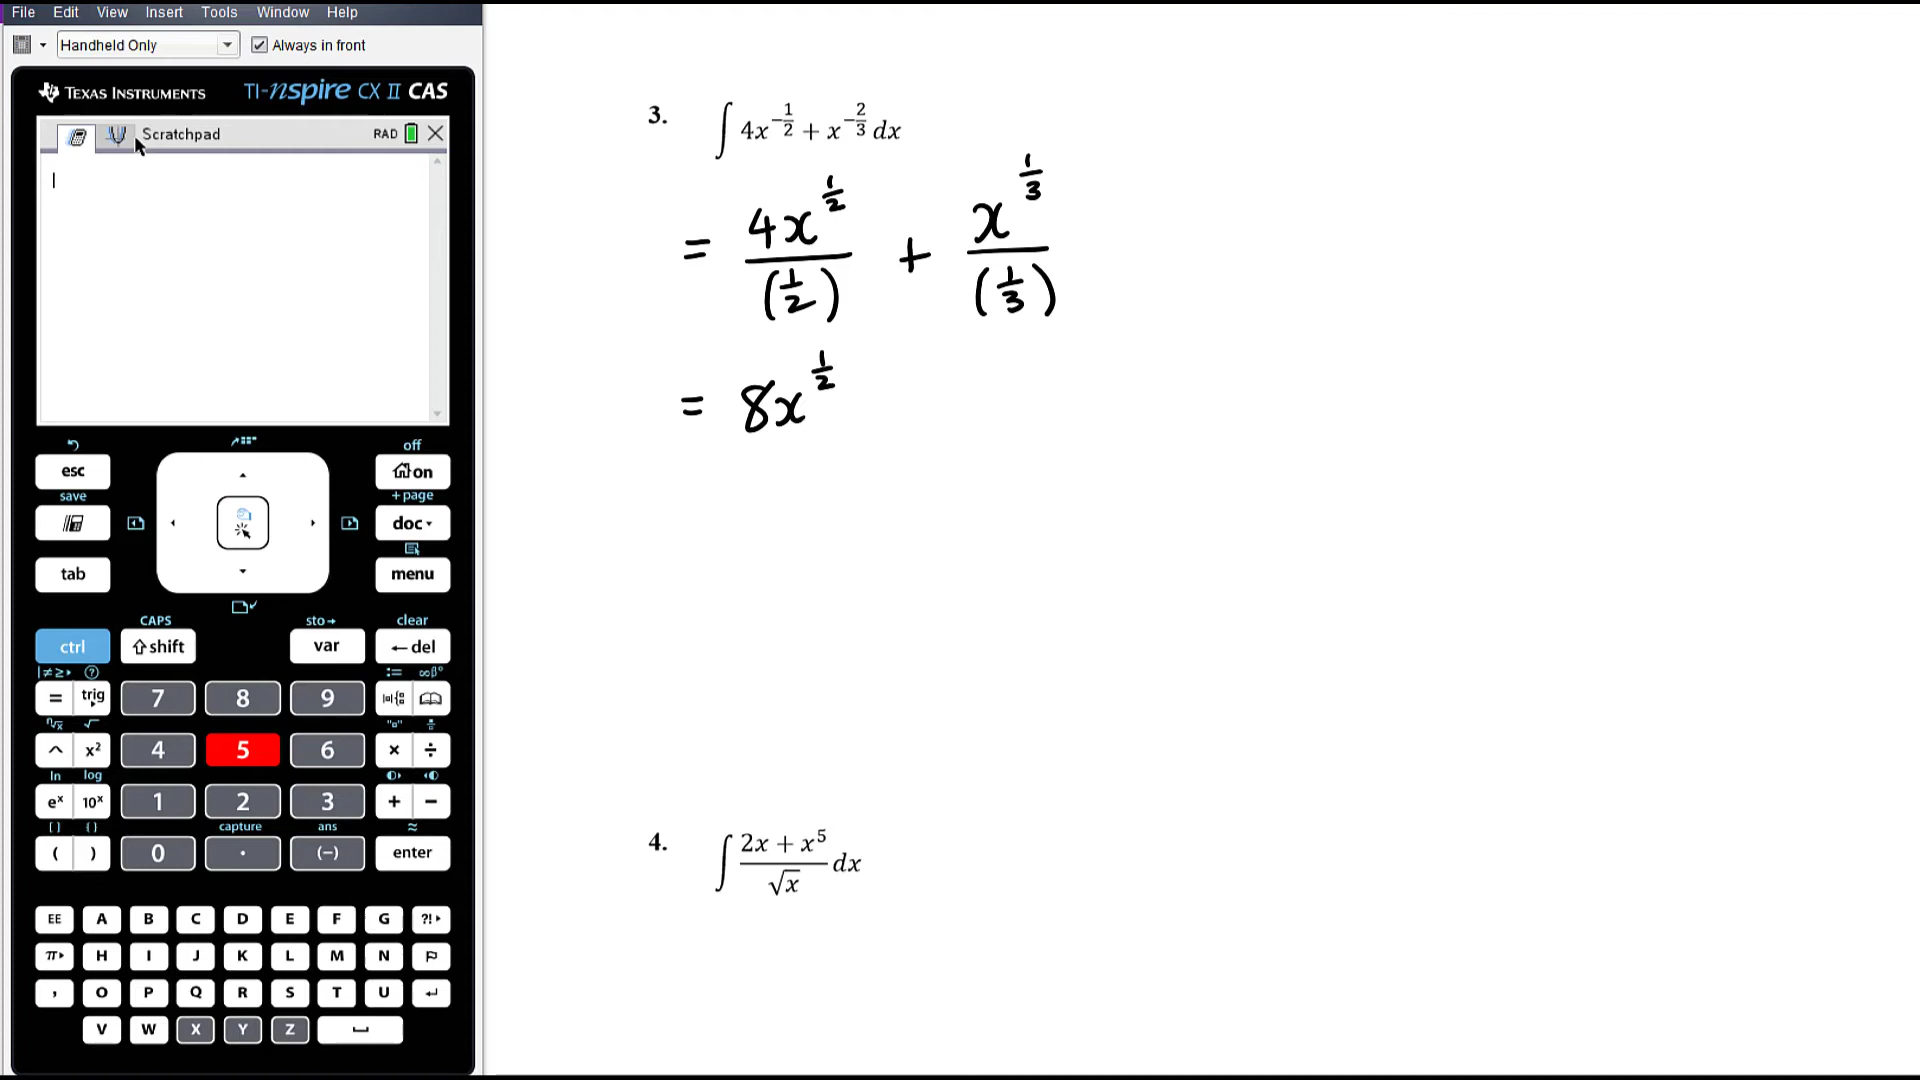 File Edit View Insert Tools Window Help
Handheld Only Always in front
TEXAS INSTRUMENTS TI-nspire CX II CAS
Scratchpad RAD
off
esc on
save + page
doc
tab menu
CAPS sto→ clear
ctrl ⇧shift var ←del
|≠≥▸ ? := ∞β°
= trig 7 8 9
ⁿ√x √ "▫" ÷
^ x² 4 5 6 × ÷
ln log
eˣ 10ˣ 1 2 3 + −
[ ] { } capture ans ≈
( ) 0 . (−) enter
EE A B C D E F G ?!▸
π▸ H I J K L M N
, O P Q R S T U ↵
V W X Y Z
3. ∫ 4x^{-1/2} + x^{-2/3} dx
= 4x^{1/2}/(1/2) + x^{1/3}/(1/3)
= 8x^{1/2}
4. ∫ (2x + x⁵)/√x dx